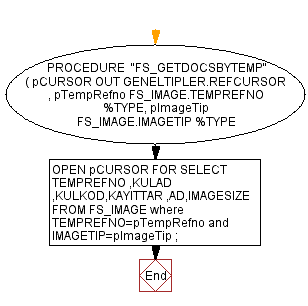 PROCEDURE "FS_GETDOCSBYTEMP"
( pCURSOR OUT GENELTIPLER.REFCURSOR
, pTempRefno FS_IMAGE.TEMPREFNO
%TYPE, pImageTip
FS_IMAGE.IMAGETIP %TYPE
OPEN pCURSOR FOR SELECT
TEMPREFNO ,KULAD
,KULKOD,KAYITTAR ,AD,IMAGESIZE
FROM FS_IMAGE where
TEMPREFNO=pTempRefno and
IMAGETIP=pImageTip ;
End